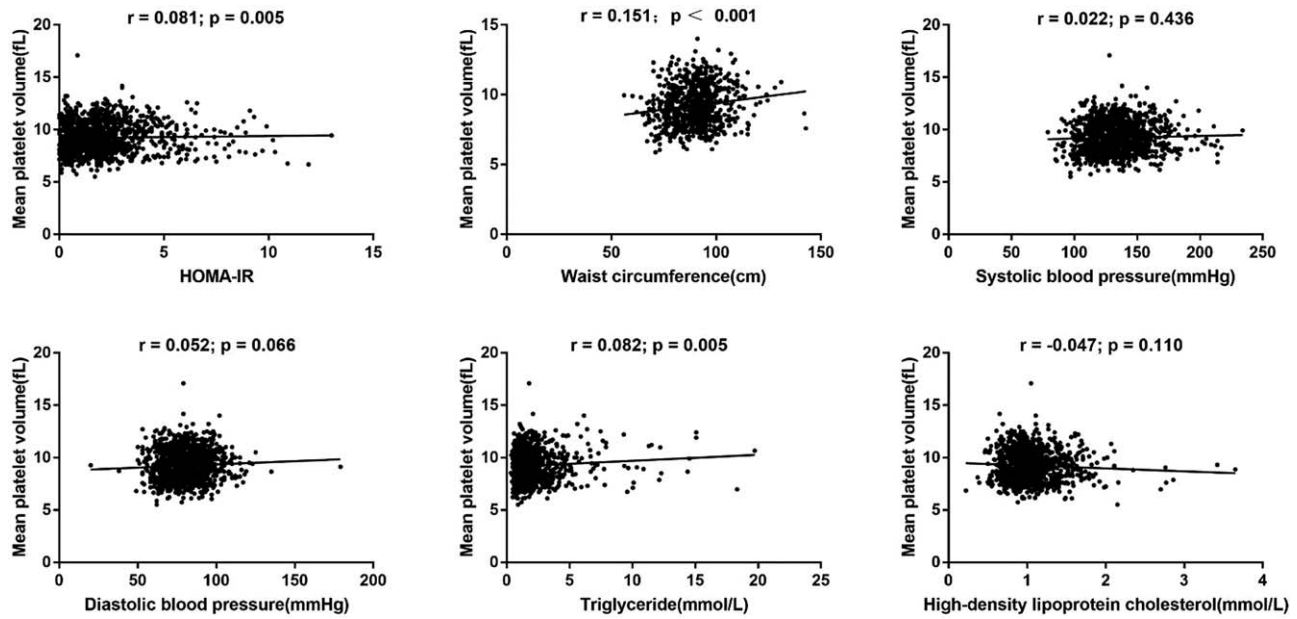 r = 0.081; p = 0.005
Mean platelet volume(fL)
20
15
10
5
0
0 5 10 15
HOMA-IR
r = 0.151; p < 0.001
Mean platelet volume(fL)
15
10
5
0
0 50 100 150
Waist circumference(cm)
r = 0.022; p = 0.436
Mean platelet volume(fL)
20
15
10
5
0
0 50 100 150 200 250
Systolic blood pressure(mmHg)
r = 0.052; p = 0.066
Mean platelet volume(fL)
20
15
10
5
0
0 50 100 150 200
Diastolic blood pressure(mmHg)
r = 0.082; p = 0.005
Mean platelet volume(fL)
20
15
10
5
0
0 5 10 15 20 25
Triglyceride(mmol/L)
r = -0.047; p = 0.110
Mean platelet volume(fL)
20
15
10
5
0
0 1 2 3 4
High-density lipoprotein cholesterol(mmol/L)